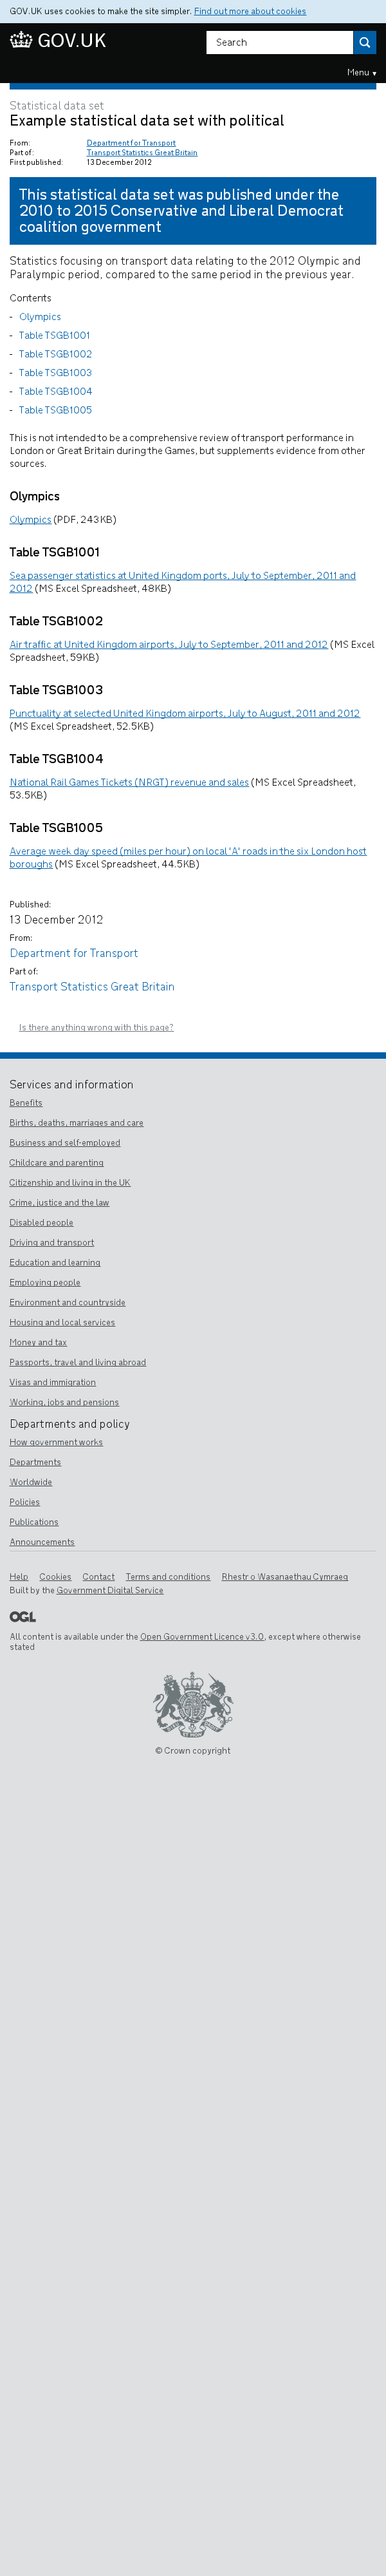 GOV.UK uses cookies to make the site simpler. Find out more about cookies
GOV.UK
Search
Menu ▾
Statistical data set
Example statistical data set with political
From: Department for Transport
Part of: Transport Statistics Great Britain
First published: 13 December 2012
This statistical data set was published under the
2010 to 2015 Conservative and Liberal Democrat
coalition government
Statistics focusing on transport data relating to the 2012 Olympic and
Paralympic period, compared to the same period in the previous year.
Contents
- Olympics
- Table TSGB1001
- Table TSGB1002
- Table TSGB1003
- Table TSGB1004
- Table TSGB1005
This is not intended to be a comprehensive review of transport performance in
London or Great Britain during the Games, but supplements evidence from other
sources.
Olympics
Olympics (PDF, 243KB)
Table TSGB1001
Sea passenger statistics at United Kingdom ports, July to September, 2011 and
2012 (MS Excel Spreadsheet, 48KB)
Table TSGB1002
Air traffic at United Kingdom airports, July to September, 2011 and 2012 (MS Excel
Spreadsheet, 59KB)
Table TSGB1003
Punctuality at selected United Kingdom airports, July to August, 2011 and 2012
(MS Excel Spreadsheet, 52.5KB)
Table TSGB1004
National Rail Games Tickets (NRGT) revenue and sales (MS Excel Spreadsheet,
53.5KB)
Table TSGB1005
Average week day speed (miles per hour) on local 'A' roads in the six London host
boroughs (MS Excel Spreadsheet, 44.5KB)
Published:
13 December 2012
From:
Department for Transport
Part of:
Transport Statistics Great Britain
Is there anything wrong with this page?
Services and information
Benefits
Births, deaths, marriages and care
Business and self-employed
Childcare and parenting
Citizenship and living in the UK
Crime, justice and the law
Disabled people
Driving and transport
Education and learning
Employing people
Environment and countryside
Housing and local services
Money and tax
Passports, travel and living abroad
Visas and immigration
Working, jobs and pensions
Departments and policy
How government works
Departments
Worldwide
Policies
Publications
Announcements
Help Cookies Contact Terms and conditions Rhestr o Wasanaethau Cymraeg
Built by the Government Digital Service
OGL
All content is available under the Open Government Licence v3.0, except where otherwise
stated
© Crown copyright